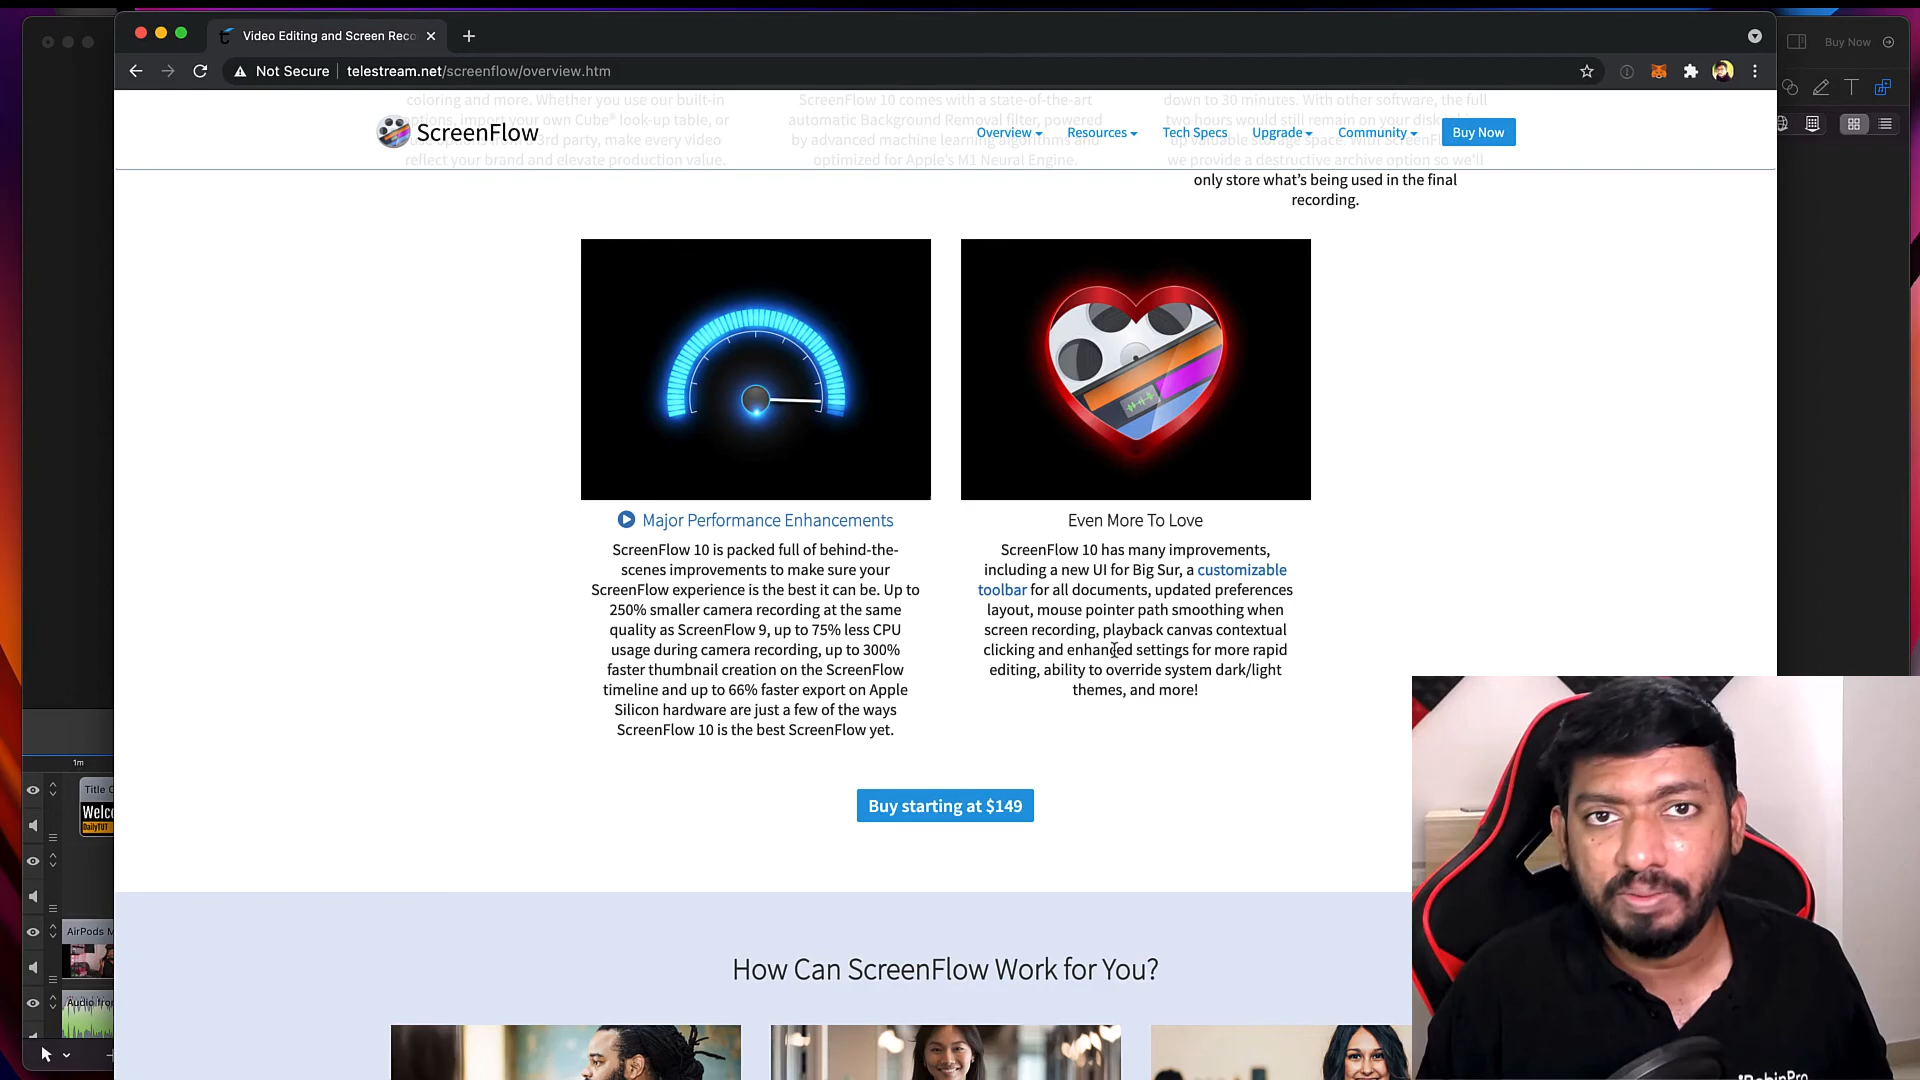 Video Editing and Screen Reco
Buy Now
Not Secure
telestream.net/screenflow/overview.htm
coloring and more. Whether you use our built-in
options, import your own Cube® look-up table, or
use options from a 3rd party, make every video
reflect your brand and elevate production value.
ScreenFlow 10 comes with a state-of-the-art
automatic Background Removal filter, powered
by advanced machine learning algorithms and
optimized for Apple's M1 Neural Engine.
down to 30 minutes. With other software, the full
two hours would still remain on your disk
up valuable storage space. With ScreenFl
we provide a destructive archive option so we'll
only store what's being used in the final
recording.
ScreenFlow
Overview
Resources
Tech Specs
Upgrade
Community
Buy Now
Major Performance Enhancements
ScreenFlow 10 is packed full of behind-the-
scenes improvements to make sure your
ScreenFlow experience is the best it can be. Up to
250% smaller camera recording at the same
quality as ScreenFlow 9, up to 75% less CPU
usage during camera recording, up to 300%
faster thumbnail creation on the ScreenFlow
timeline and up to 66% faster export on Apple
Silicon hardware are just a few of the ways
ScreenFlow 10 is the best ScreenFlow yet.
Even More To Love
ScreenFlow 10 has many improvements,
including a new UI for Big Sur, a customizable
toolbar for all documents, updated preferences
layout, mouse pointer path smoothing when
screen recording, playback canvas contextual
clicking and enhanced settings for more rapid
editing, ability to override system dark/light
themes, and more!
Buy starting at $149
How Can ScreenFlow Work for You?
1m
Title C
Welco
DailyTUT
AirPods M
Audio from
RobinPro